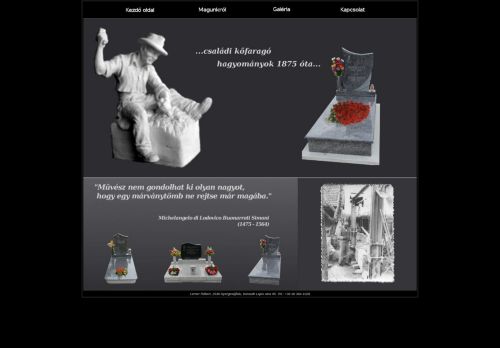 Kezdő oldal
Magunkról
Galéria
Kapcsolat
...családi kőfaragó
hagyományok 1875 óta...
"Művész nem gondolhat ki olyan nagyot,
hogy egy márványtömb ne rejtse már magába."
Michelangelo di Lodovico Buonarroti Simoni
(1475 - 1564)